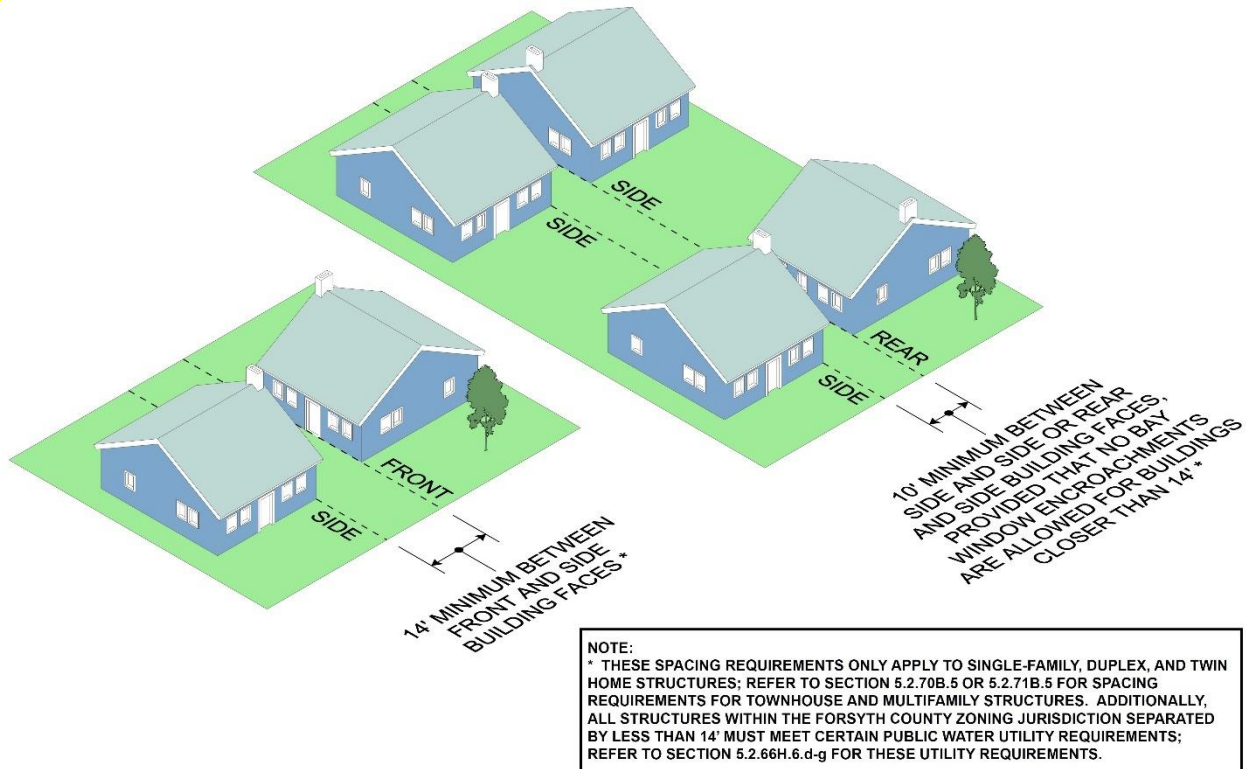 SIDE
SIDE
REAR
SIDE
10' MINIMUM BETWEEN
SIDE AND SIDE OR REAR
AND SIDE BUILDING FACES,
PROVIDED THAT NO BAY
WINDOW ENCROACHMENTS
ARE ALLOWED FOR BUILDINGS
CLOSER THAN 14' *
FRONT
SIDE
14' MINIMUM BETWEEN
FRONT AND SIDE
BUILDING FACES *
NOTE:
* THESE SPACING REQUIREMENTS ONLY APPLY TO SINGLE-FAMILY, DUPLEX, AND TWIN
HOME STRUCTURES; REFER TO SECTION 5.2.70B.5 OR 5.2.71B.5 FOR SPACING
REQUIREMENTS FOR TOWNHOUSE AND MULTIFAMILY STRUCTURES. ADDITIONALLY,
ALL STRUCTURES WITHIN THE FORSYTH COUNTY ZONING JURISDICTION SEPARATED
BY LESS THAN 14' MUST MEET CERTAIN PUBLIC WATER UTILITY REQUIREMENTS;
REFER TO SECTION 5.2.66H.6.d-g FOR THESE UTILITY REQUIREMENTS.